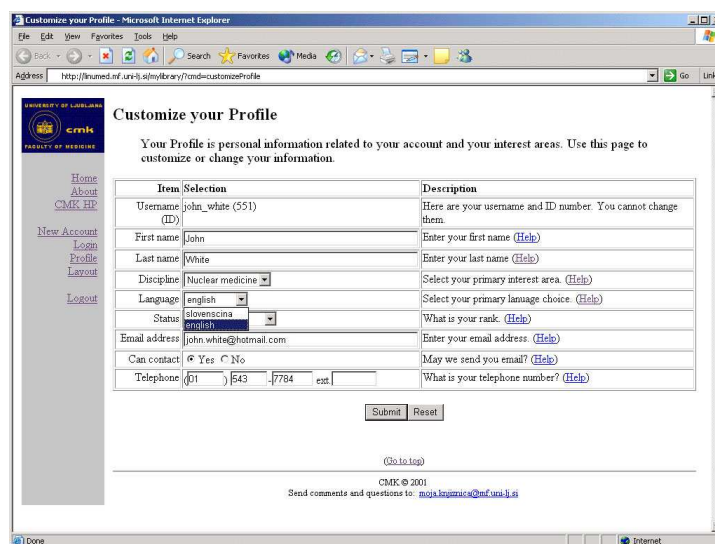 Customize your Profile - Microsoft Internet Explorer
File Edit View Favorites Tools Help
Back Search Favorites Media
Address http://linumed.mf.uni-lj.si/mylibrary/?cmd=customizeProfile Go Link
UNIVERSITY OF LJUBLJANA
cmk
FACULTY OF MEDICINE
Home
About
CMK HP
New Account
Login
Profile
Layout
Logout
Customize your Profile
Your Profile is personal information related to your account and your interest areas. Use this page to
customize or change your information.
Item Selection Description
Username john_white (551) Here are your username and ID number. You cannot change
(ID) them.
First name John Enter your first name (Help)
Last name White Enter your last name (Help)
Discipline Nuclear medicine Select your primary interest area. (Help)
Language english Select your primary lanuage choice. (Help)
slovenscina
Status What is your rank. (Help)
english
Email address john.white@hotmail.com Enter your email address. (Help)
Can contact Yes No May we send you email? (Help)
Telephone (01 ) 543 -7784 ext. What is your telephone number? (Help)
Submit Reset
(Go to top)
CMK © 2001
Send comments and questions to: moja.knjiznica@mf.uni-lj.si
Done Internet